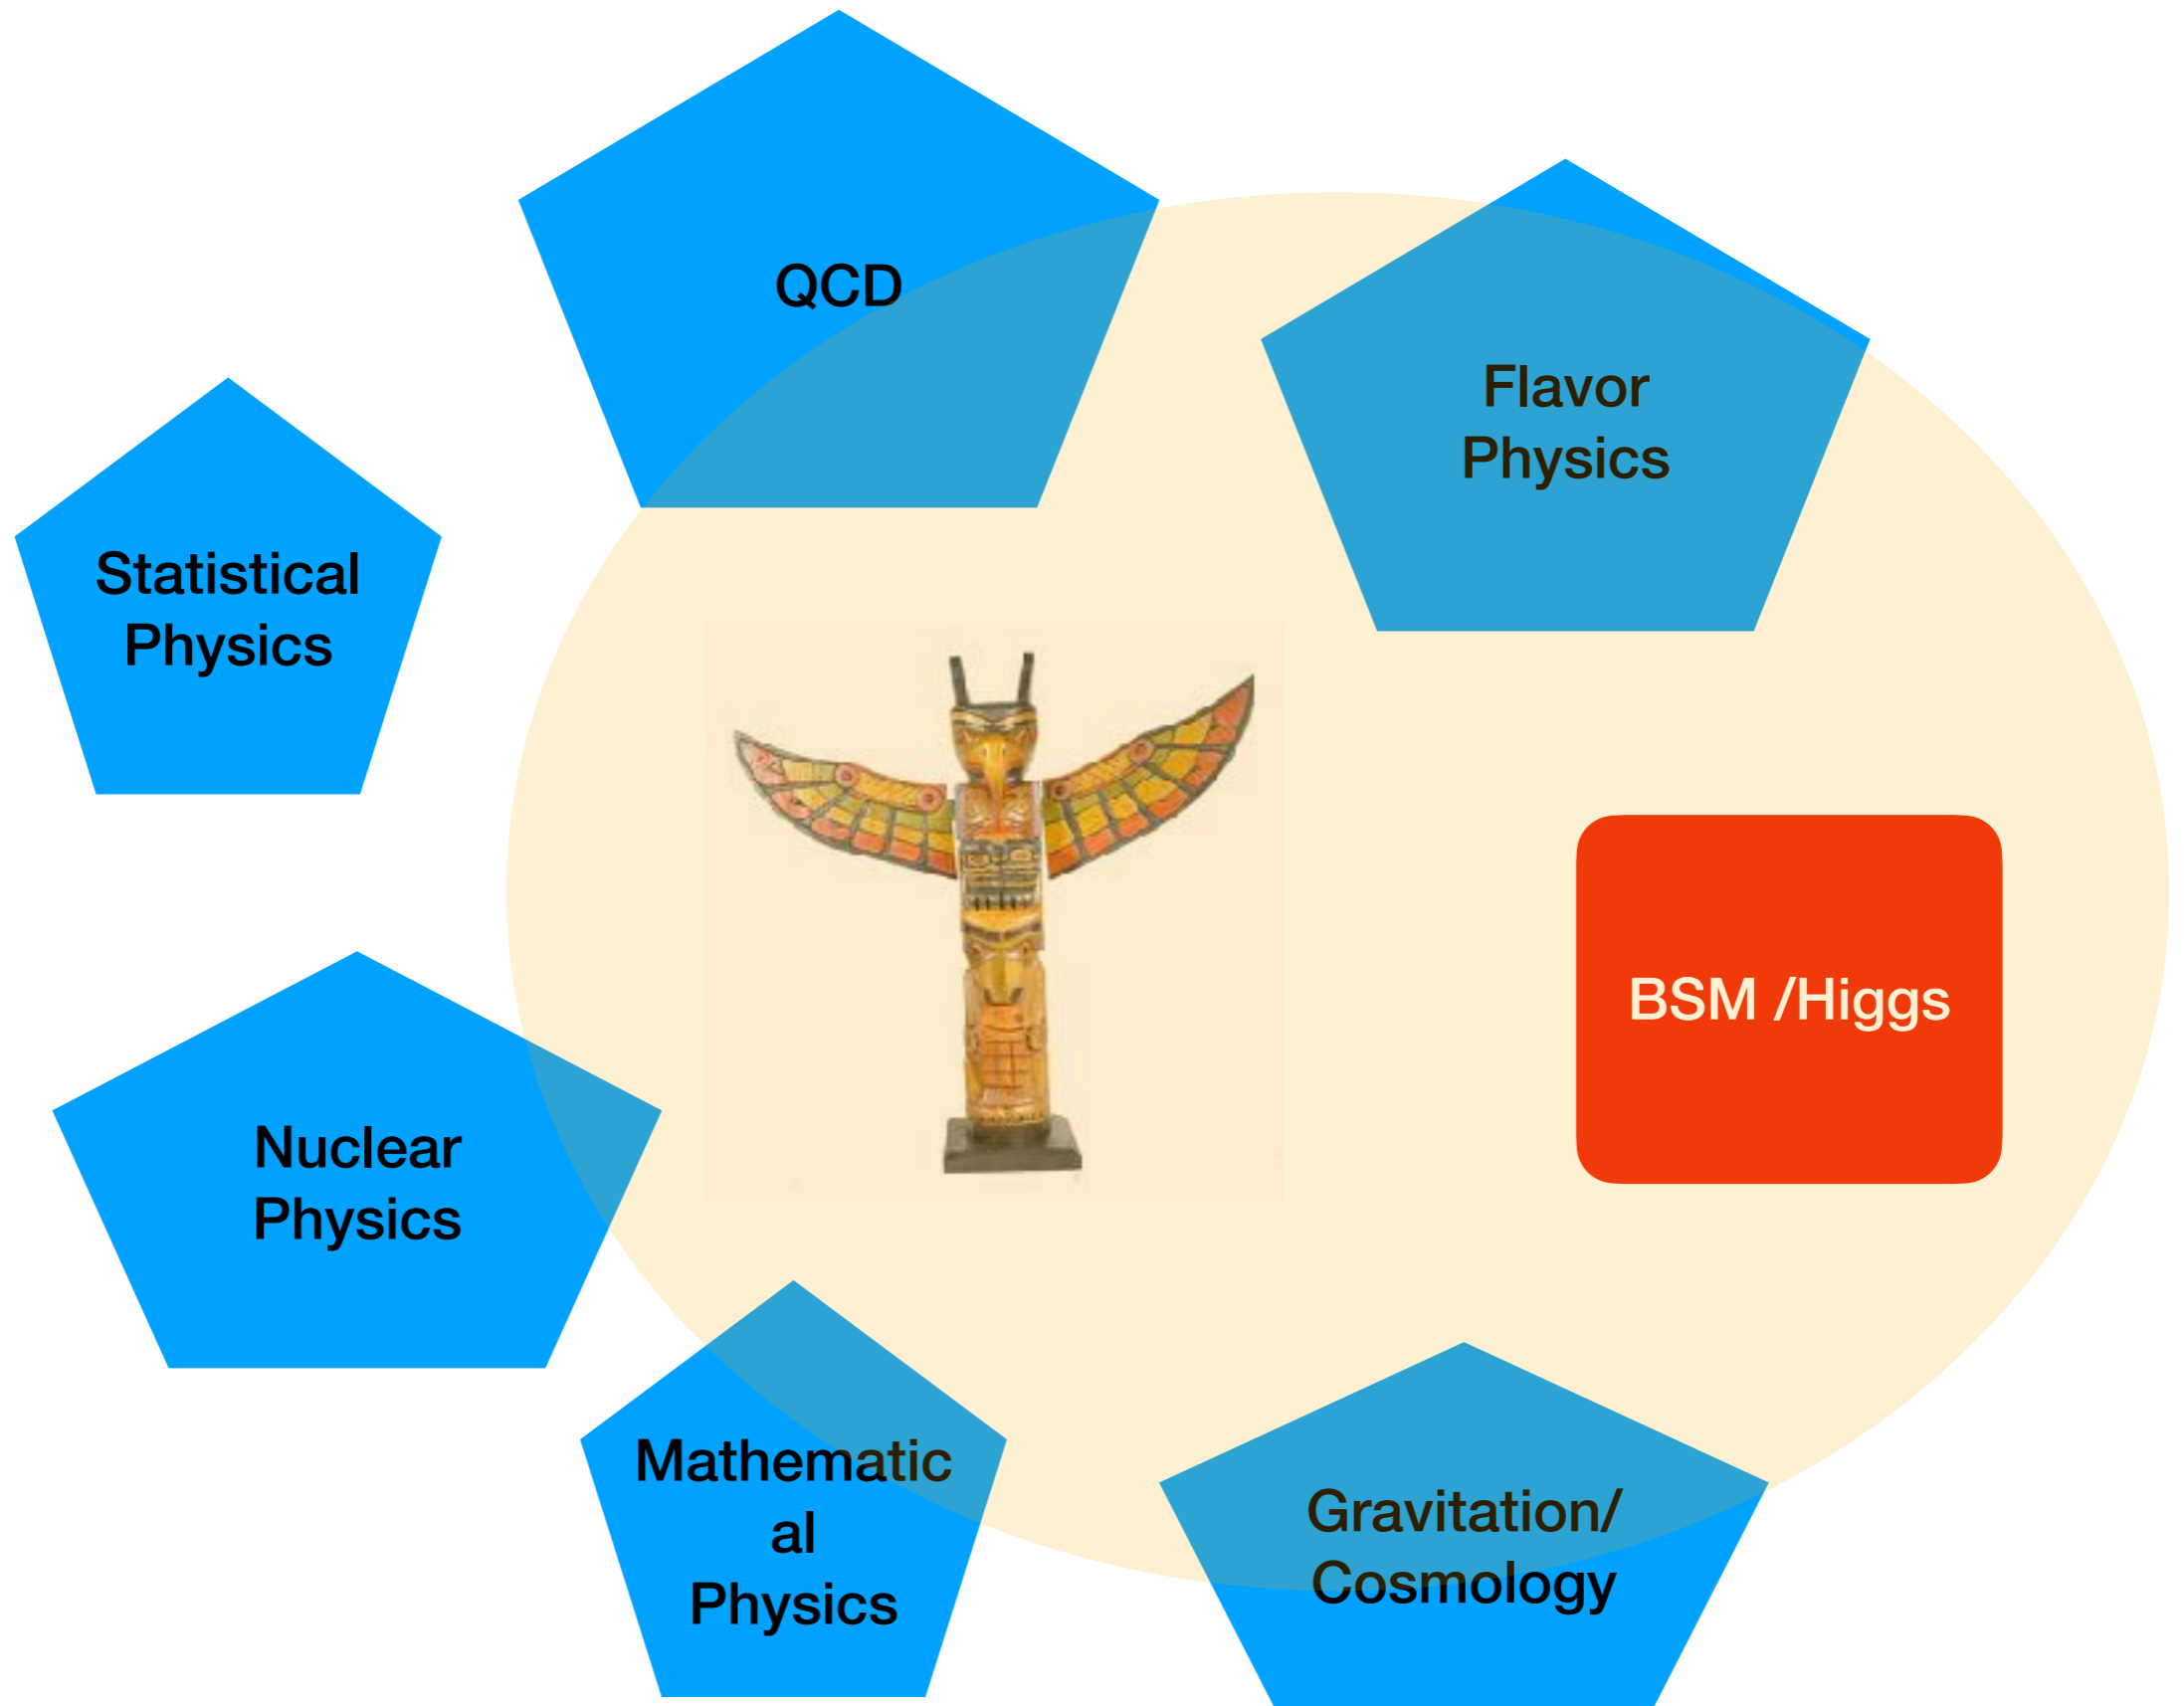 QCD
Flavor
Physics
Statistical
Physics
BSM /Higgs
Nuclear
Physics
Mathematic
al
Physics
Gravitation/
Cosmology